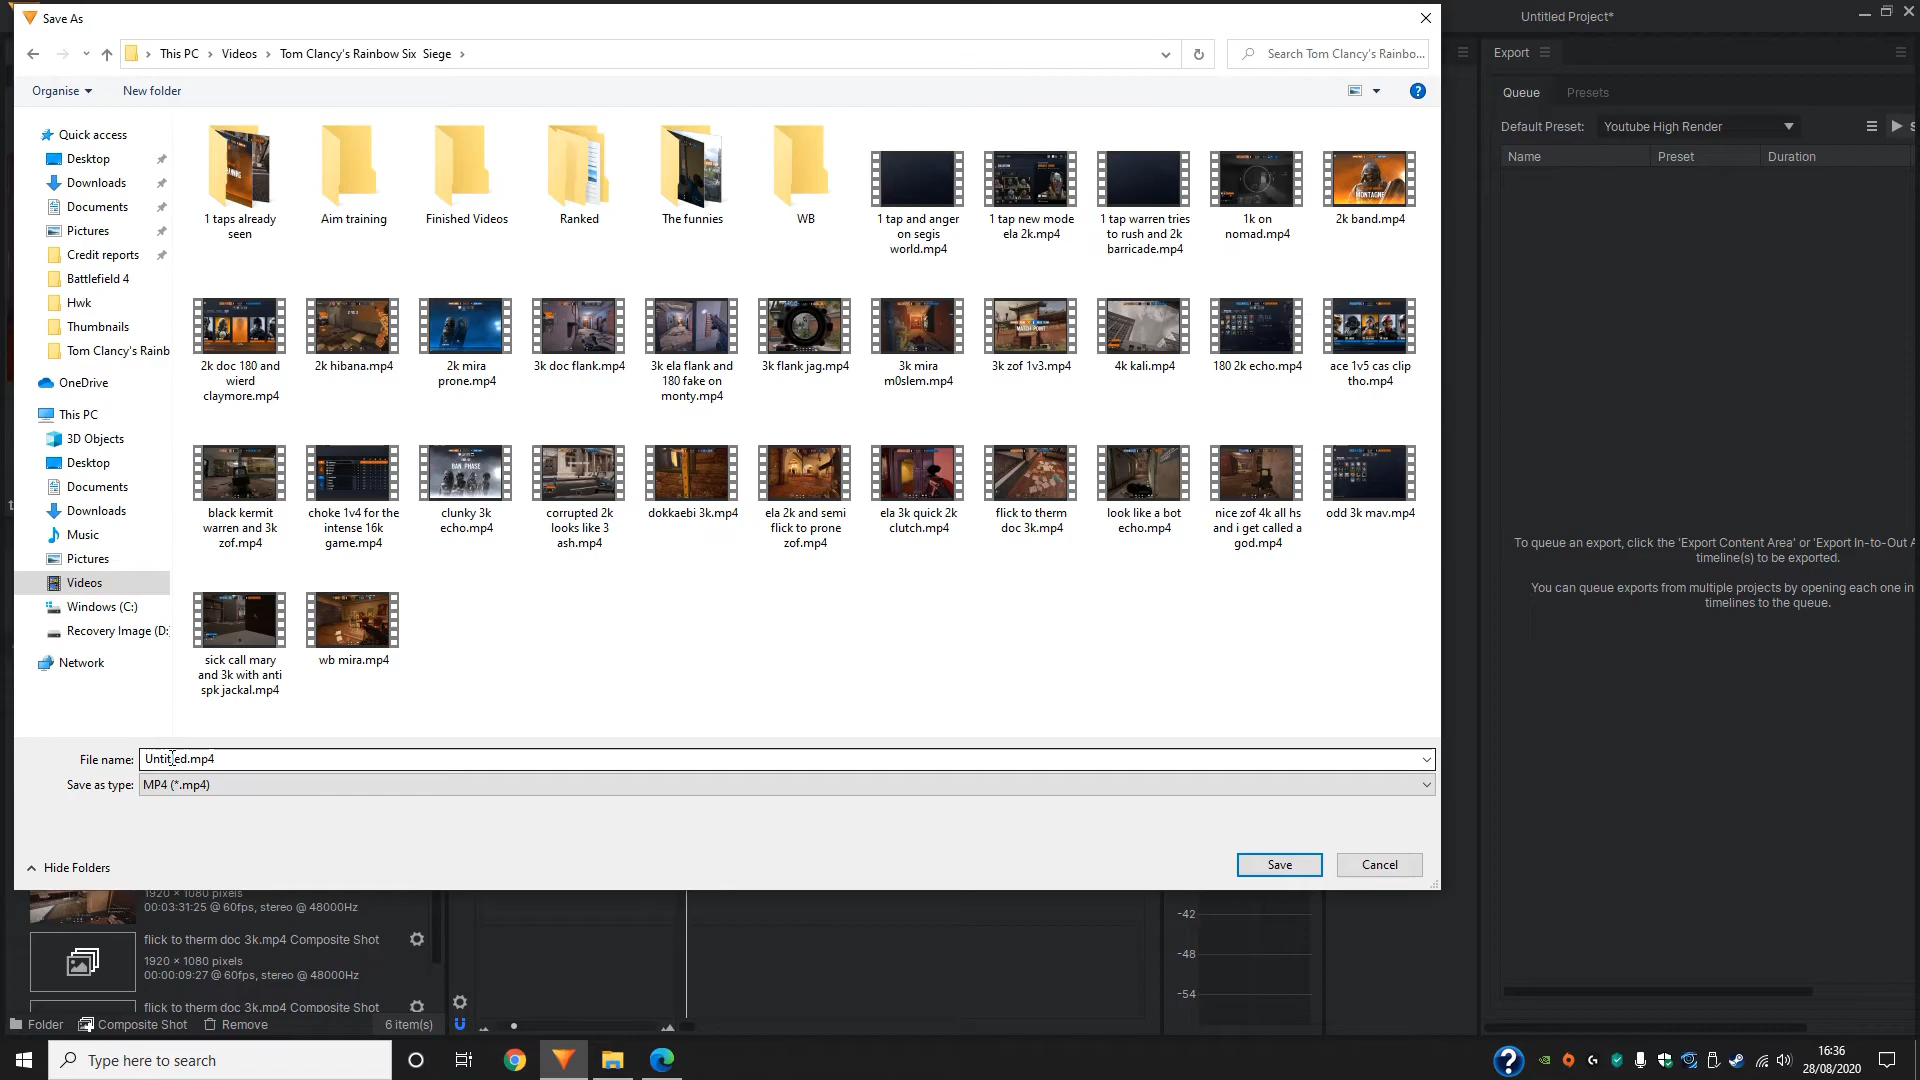 Save As
Untitled Project*
This PC
Videos
Tom Clancy's Rainbow Six Siege
Search Tom Clancy's Rainbo...
Export
Organise
New folder
Queue
Presets
Default Preset:
Youtube High Render
Name
Preset
Duration
Quick access
Desktop
Downloads
Documents
Pictures
Credit reports
Battlefield 4
Hwk
Thumbnails
Tom Clancy's Rainb
OneDrive
This PC
3D Objects
Desktop
Documents
Downloads
Music
Pictures
Videos
Windows (C:)
Recovery Image (D:
Network
1 taps already
seen
Aim training
Finished Videos
Ranked
The funnies
WB
1 tap and anger
on segis
world.mp4
1 tap new mode
ela 2k.mp4
1 tap warren tries
to rush and 2k
barricade.mp4
1k on
nomad.mp4
MONTAGNE
2k band.mp4
2k doc 180 and
wierd
claymore.mp4
2k hibana.mp4
2k mira
prone.mp4
3k doc flank.mp4
3k ela flank and
180 fake on
monty.mp4
3k flank jag.mp4
3k mira
m0slem.mp4
MATCH POINT
3k zof 1v3.mp4
4k kali.mp4
180 2k echo.mp4
ace 1v5 cas clip
tho.mp4
black kermit
warren and 3k
zof.mp4
choke 1v4 for the
intense 16k
game.mp4
BAN PHASE
clunky 3k
echo.mp4
corrupted 2k
looks like 3
ash.mp4
dokkaebi 3k.mp4
ela 2k and semi
flick to prone
zof.mp4
ela 3k quick 2k
clutch.mp4
flick to therm
doc 3k.mp4
look like a bot
echo.mp4
nice zof 4k all hs
and i get called a
god.mp4
odd 3k mav.mp4
sick call mary
and 3k with anti
spk jackal.mp4
wb mira.mp4
To queue an export, click the 'Export Content Area' or 'Export In-to-Out A
timeline(s) to be exported.
You can queue exports from multiple projects by opening each one in
timelines to the queue.
File name:
Untitled.mp4
Save as type:
MP4 (*.mp4)
Hide Folders
Save
Cancel
1920 × 1080 pixels
00:03:31:25 @ 60fps, stereo @ 48000Hz
flick to therm doc 3k.mp4 Composite Shot
1920 × 1080 pixels
00:00:09:27 @ 60fps, stereo @ 48000Hz
flick to therm doc 3k.mp4 Composite Shot
-42
-48
-54
Folder
Composite Shot
Remove
6 item(s)
Type here to search
16:36
28/08/2020